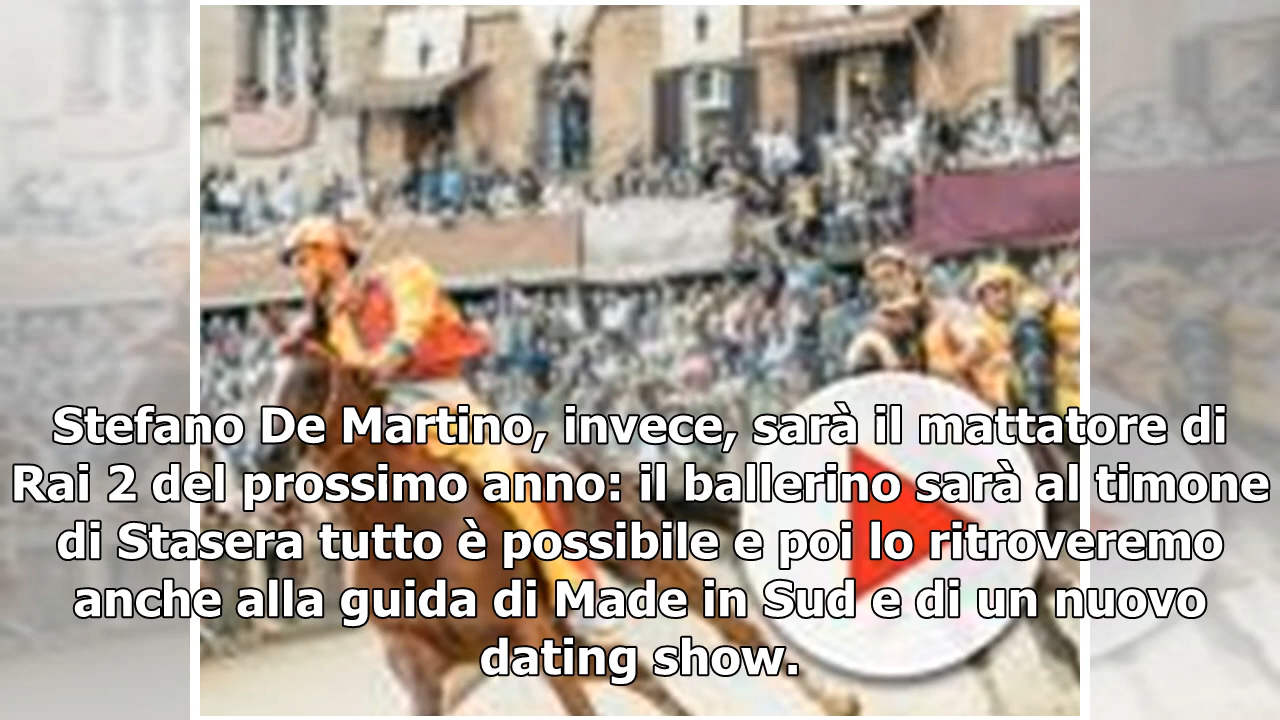 Stefano De Martino, invece, sarà il mattatore di
Rai 2 del prossimo anno: il ballerino sarà al timone
di Stasera tutto è possibile e poi lo ritroveremo
anche alla guida di Made in Sud e di un nuovo
dating show.